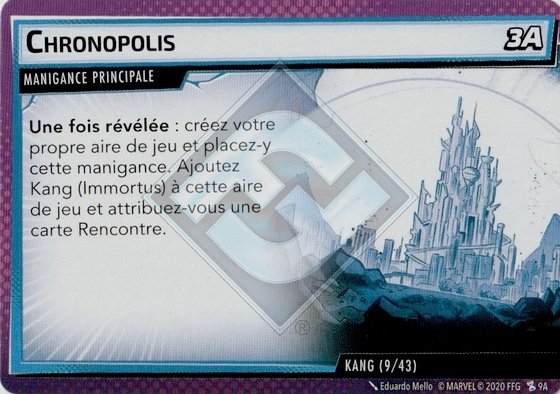 CHRONOPOLIS
3A
MANIGANCE PRINCIPALE
Une fois révélée : créez votre
propre aire de jeu et placez-y
cette manigance. Ajoutez
Kang (Immortus) à cette aire
de jeu et attribuez-vous une
carte Rencontre.
®
KANG (9/43)
Eduardo Mello © MARVEL © 2020 FFG 9A